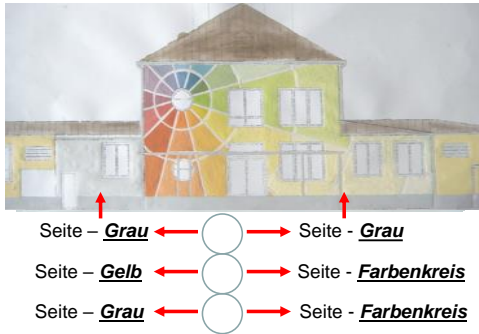 Seite – Grau Seite - Grau
Seite – Gelb Seite - Farbenkreis
Seite – Grau Seite - Farbenkreis